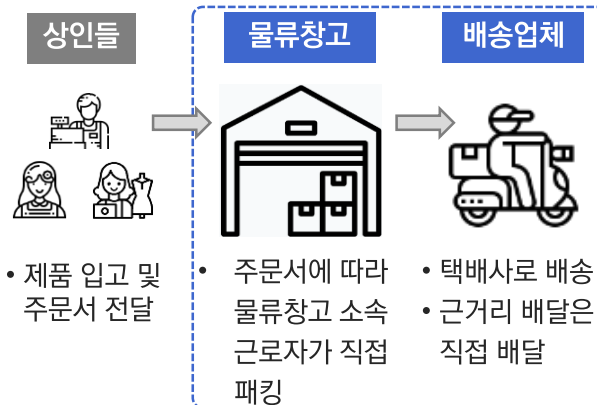 상인들
물류창고
배송업체
• 제품 입고 및
주문서 전달
• 주문서에 따라
물류창고 소속
근로자가 직접
패킹
• 택배사로 배송
• 근거리 배달은
직접 배달